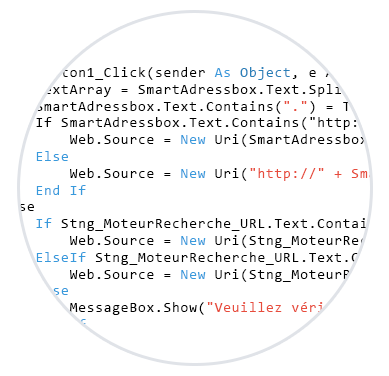 ton1_Click(sender As Object, e
extArray = SmartAdressbox.Text.Spli
SmartAdressbox.Text.Contains(".") = T
If SmartAdressbox.Text.Contains("http:
Web.Source = New Uri(SmartAdressbox
Else
Web.Source = New Uri("http://" + Sm
End If
se
If Stng_MoteurRecherche_URL.Text.Contai
Web.Source = New Uri(Stng_MoteurRec
ElseIf Stng_MoteurRecherche_URL.Text.C
Web.Source = New Uri(Stng_MoteurR
se
MessageBox.Show("Veuillez véri